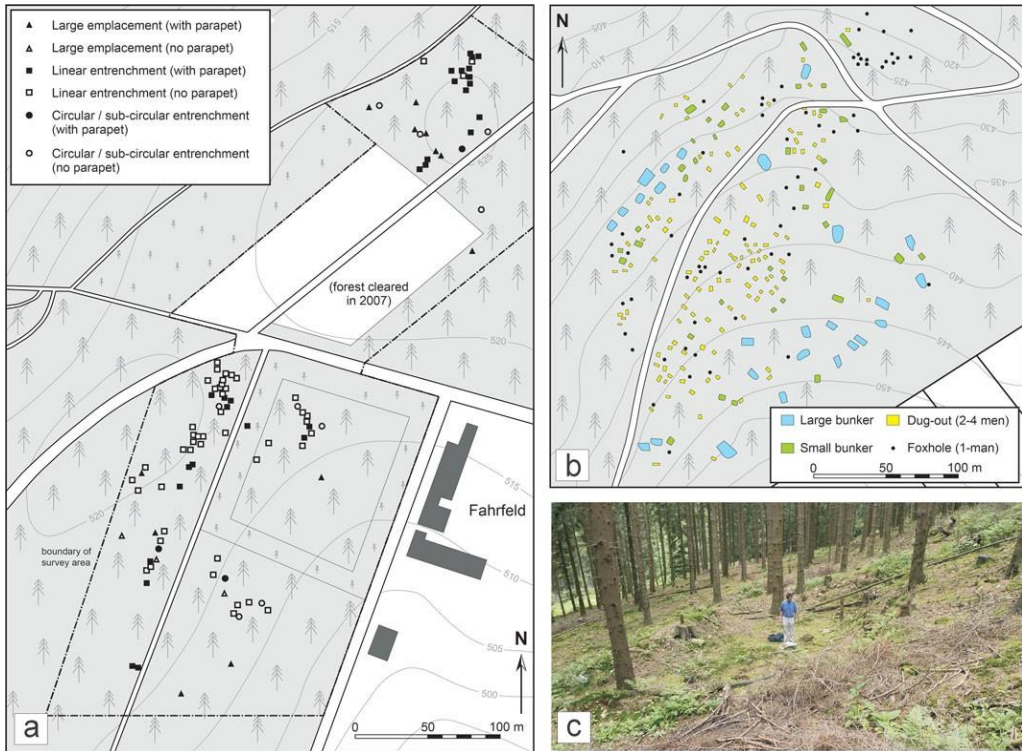 Large emplacement (with parapet)
Large emplacement (no parapet)
Linear entrenchment (with parapet)
Linear entrenchment (no parapet)
Circular / sub-circular entrenchment
(with parapet)
Circular / sub-circular entrenchment
(no parapet)
515
525
(forest cleared
in 2007)
520
520
boundary of
survey area
Fahrfeld
515
510
505
500
N
0 50 100 m
a
N
405
410
415
420
425
430
435
440
445
450
Large bunker
Dug-out (2-4 men)
Small bunker
Foxhole (1-man)
0 50 100 m
b
c